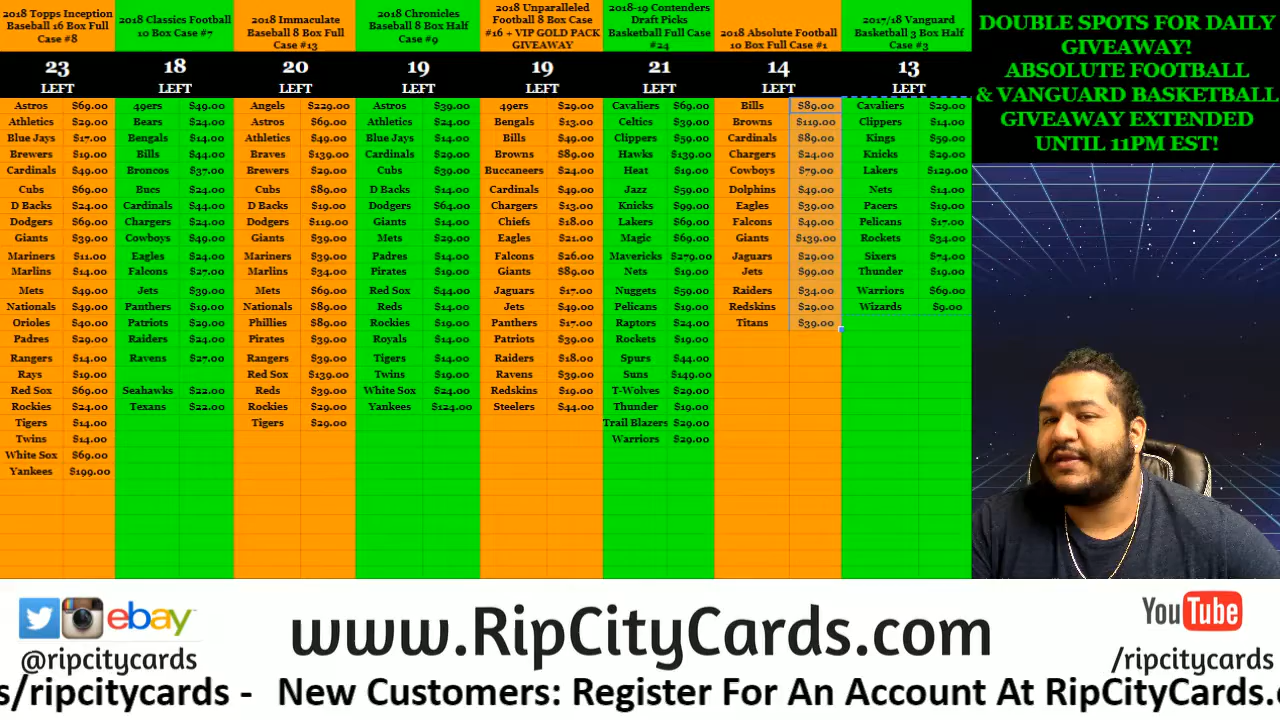 2018 Topps Inception
Baseball 16 Box Full
Case #8
23
LEFT
Astros $69.00
Athletics $29.00
Blue Jays $17.00
Brewers $19.00
Cardinals $49.00
Cubs $69.00
D Backs $24.00
Dodgers $69.00
Giants $39.00
Mariners $11.00
Marlins $14.00
Mets $49.00
Nationals $49.00
Orioles $40.00
Padres $29.00
Rangers $14.00
Rays $19.00
Red Sox $69.00
Rockies $24.00
Tigers $14.00
Twins $14.00
White Sox $69.00
Yankees $199.00
2018 Classics Football
10 Box Case #7
18
LEFT
49ers $49.00
Bears $24.00
Bengals $14.00
Bills $44.00
Broncos $37.00
Bucs $24.00
Cardinals $44.00
Chargers $24.00
Cowboys $49.00
Eagles $24.00
Falcons $27.00
Jets $39.00
Panthers $19.00
Patriots $29.00
Raiders $24.00
Ravens $27.00
Seahawks $22.00
Texans $22.00
2018 Immaculate
Baseball 8 Box Full
Case #13
20
LEFT
Angels $229.00
Astros $69.00
Athletics $49.00
Braves $139.00
Brewers $29.00
Cubs $89.00
D Backs $19.00
Dodgers $119.00
Giants $39.00
Mariners $39.00
Marlins $34.00
Mets $69.00
Nationals $89.00
Phillies $89.00
Pirates $39.00
Rangers $39.00
Red Sox $139.00
Reds $39.00
Rockies $29.00
Tigers $29.00
2018 Chronicles
Baseball 8 Box Half
Case #9
19
LEFT
Astros $39.00
Athletics $24.00
Blue Jays $14.00
Cardinals $29.00
Cubs $39.00
D Backs $14.00
Dodgers $64.00
Giants $14.00
Mets $29.00
Padres $14.00
Pirates $19.00
Red Sox $44.00
Reds $14.00
Rockies $19.00
Royals $14.00
Tigers $14.00
Twins $19.00
White Sox $24.00
Yankees $124.00
2018 Unparalleled
Football 8 Box Case
#16 + VIP GOLD PACK
GIVEAWAY
19
LEFT
49ers $29.00
Bengals $13.00
Bills $49.00
Browns $89.00
Buccaneers $24.00
Cardinals $49.00
Chargers $13.00
Chiefs $18.00
Eagles $21.00
Falcons $26.00
Giants $89.00
Jaguars $17.00
Jets $49.00
Panthers $17.00
Patriots $39.00
Raiders $18.00
Ravens $39.00
Redskins $19.00
Steelers $44.00
2018-19 Contenders
Draft Picks
Basketball Full Case
#24
21
LEFT
Cavaliers $69.00
Celtics $39.00
Clippers $59.00
Hawks $139.00
Heat $19.00
Jazz $59.00
Knicks $99.00
Lakers $69.00
Magic $69.00
Mavericks $279.00
Nets $19.00
Nuggets $59.00
Pelicans $19.00
Raptors $24.00
Rockets $19.00
Spurs $44.00
Suns $149.00
T-Wolves $29.00
Thunder $19.00
Trail Blazers $29.00
Warriors $29.00
2018 Absolute Football
10 Box Full Case #1
14
LEFT
Bills $89.00
Browns $119.00
Cardinals $89.00
Chargers $24.00
Cowboys $79.00
Dolphins $49.00
Eagles $39.00
Falcons $49.00
Giants $139.00
Jaguars $29.00
Jets $99.00
Raiders $34.00
Redskins $29.00
Titans $39.00
2017/18 Vanguard
Basketball 3 Box Half
Case #3
13
LEFT
Cavaliers $29.00
Clippers $14.00
Kings $59.00
Knicks $29.00
Lakers $129.00
Nets $14.00
Pacers $19.00
Pelicans $17.00
Rockets $34.00
Sixers $74.00
Thunder $19.00
Warriors $69.00
Wizards $9.00
DOUBLE SPOTS FOR DAILY
GIVEAWAY!
ABSOLUTE FOOTBALL
& VANGUARD BASKETBALL
GIVEAWAY EXTENDED
UNTIL 11PM EST!
ebay
@ripcitycards
www.RipCityCards.com
YouTube
/ripcitycards
s/ripcitycards - New Customers: Register For An Account At RipCityCards.c